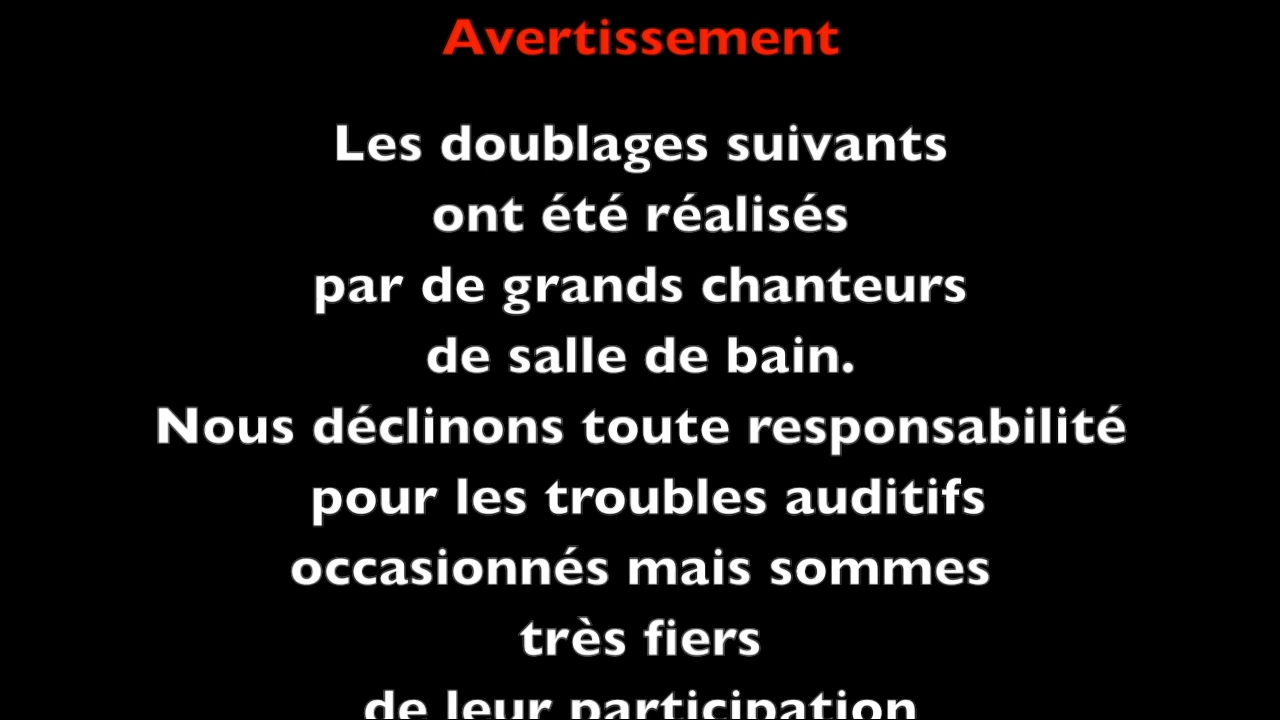 Avertissement
Les doublages suivants
ont été réalisés
par de grands chanteurs
de salle de bain.
Nous déclinons toute responsabilité
pour les troubles auditifs
occasionnés mais sommes
très fiers
de leur participation